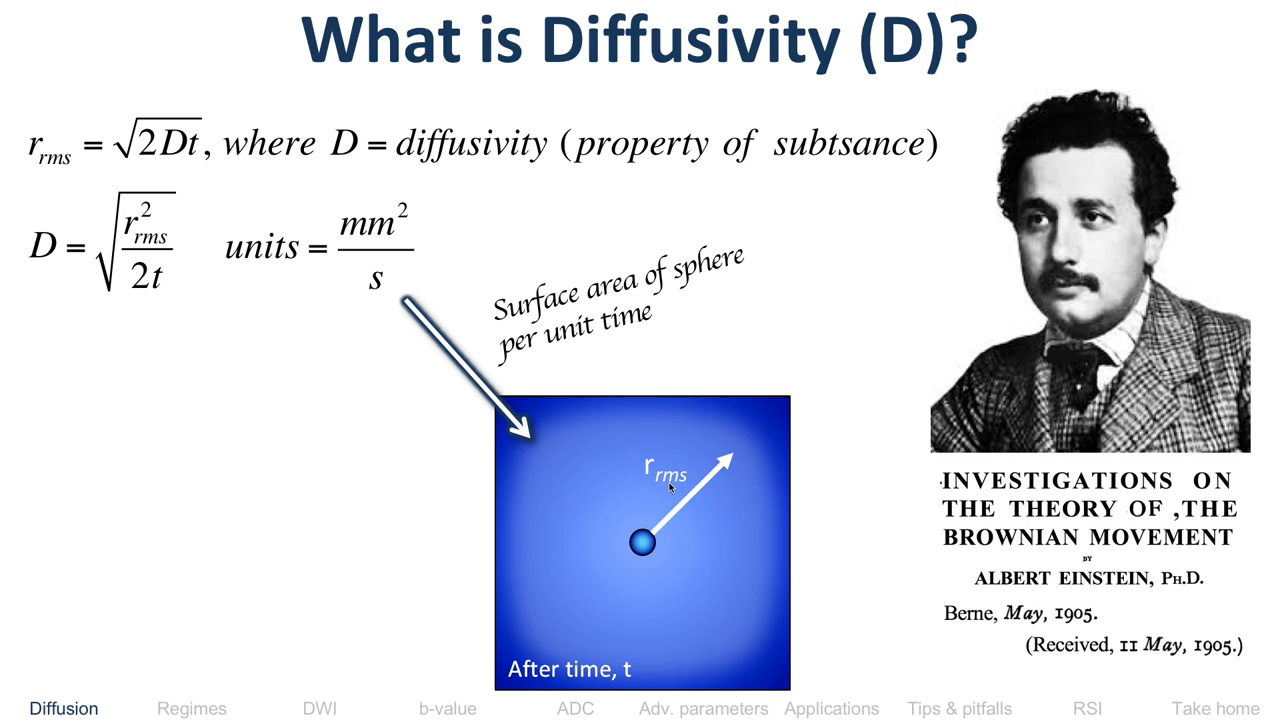 What is Diffusivity (D)?
r_rms = √2Dt, where D = diffusivity (property of subtsance)
D = √(r²_rms / 2t) units = mm² / s
Surface area of sphere
per unit time
r_rms
After time, t
INVESTIGATIONS ON
THE THEORY OF ,THE
BROWNIAN MOVEMENT
BY
ALBERT EINSTEIN, PH.D.
Berne, May, 1905.
(Received, 11 May, 1905.)
Diffusion Regimes DWI b-value ADC Adv. parameters Applications Tips & pitfalls RSI Take home